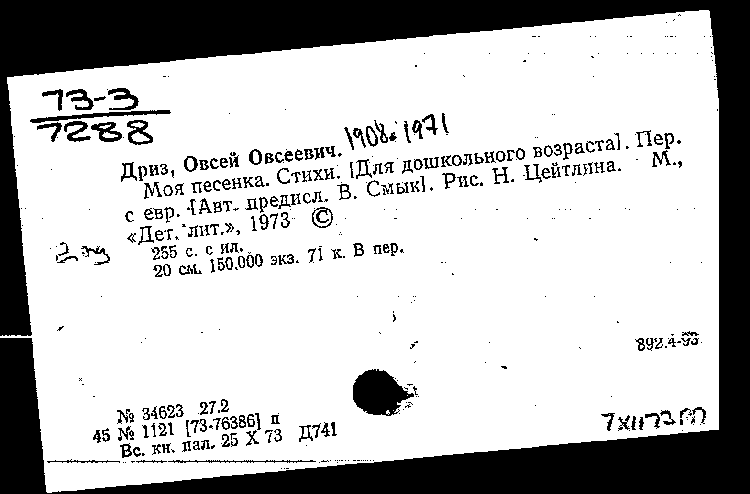 73-3
7288
Дриз, Овсей Овсеевич. 1908-1971
Моя песенка. Стихи. [Для дошкольного возраста]. Пер.
с евр. [Авт. предисл. В. Смык]. Рис. Н. Цейтлина. М.,
«Дет. лит.», 1973 ©
255 с. с ил.
20 см. 150.000 экз. 71 к. В пер.
892.4-93
№ 34623 27.2
45 № 1121 [73-76386] п
Вс. кн. пал. 25 X 73 Д741